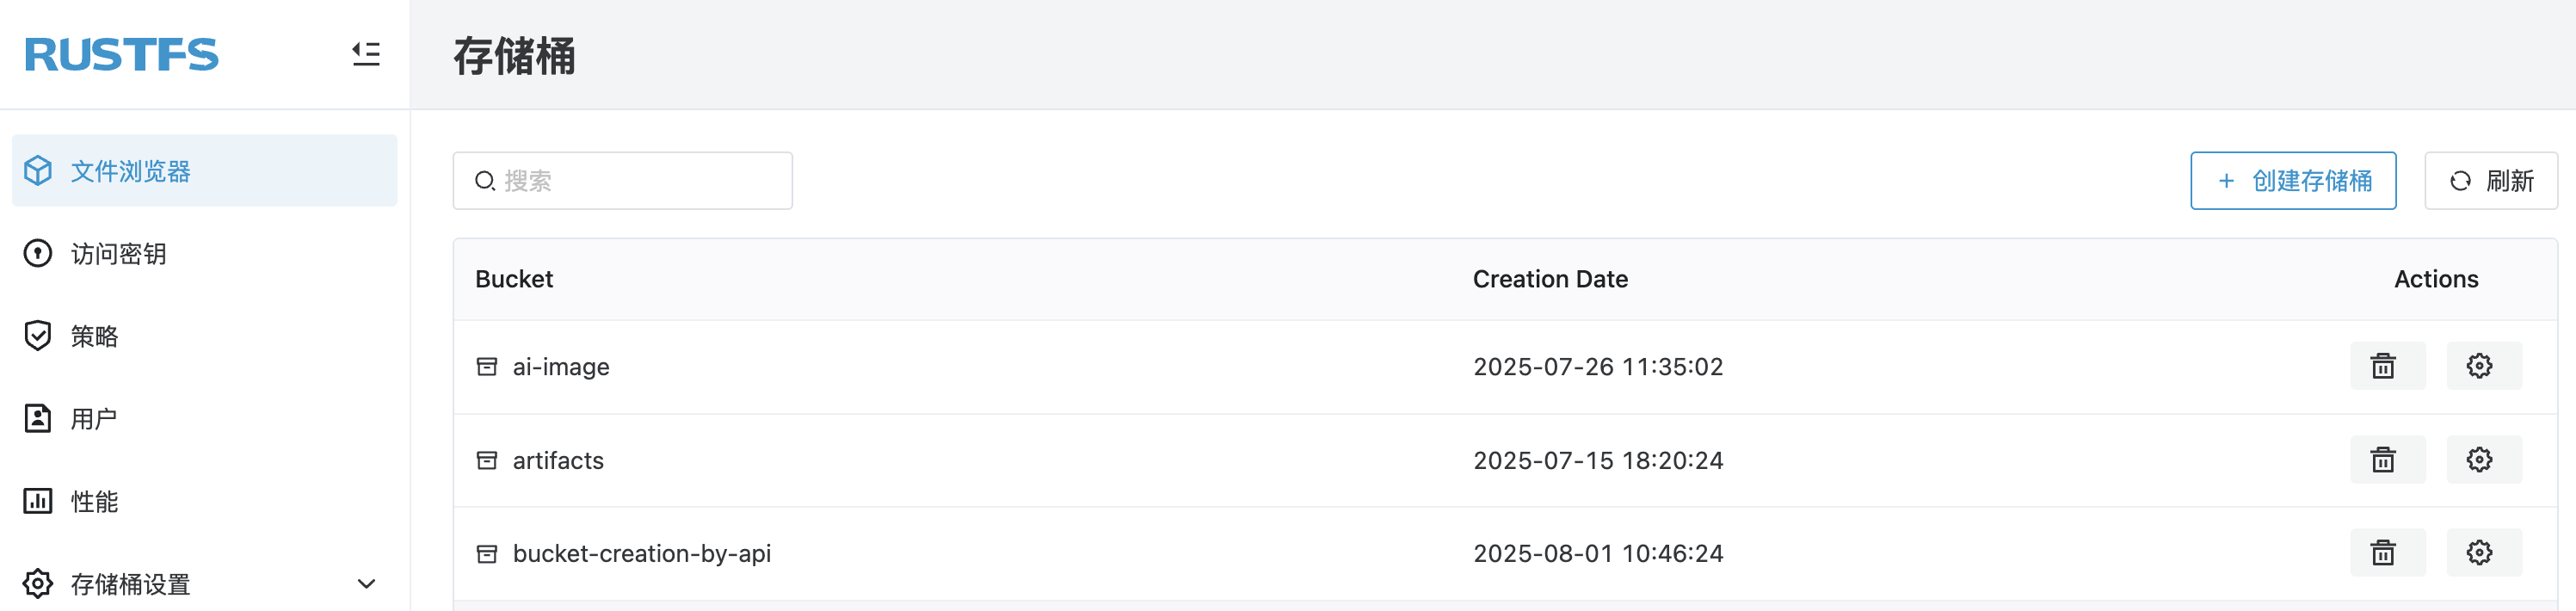 RUSTFS
存储桶
文件浏览器
访问密钥
策略
用户
性能
存储桶设置
搜索
创建存储桶
刷新
Bucket Creation Date Actions
ai-image 2025-07-26 11:35:02
artifacts 2025-07-15 18:20:24
bucket-creation-by-api 2025-08-01 10:46:24